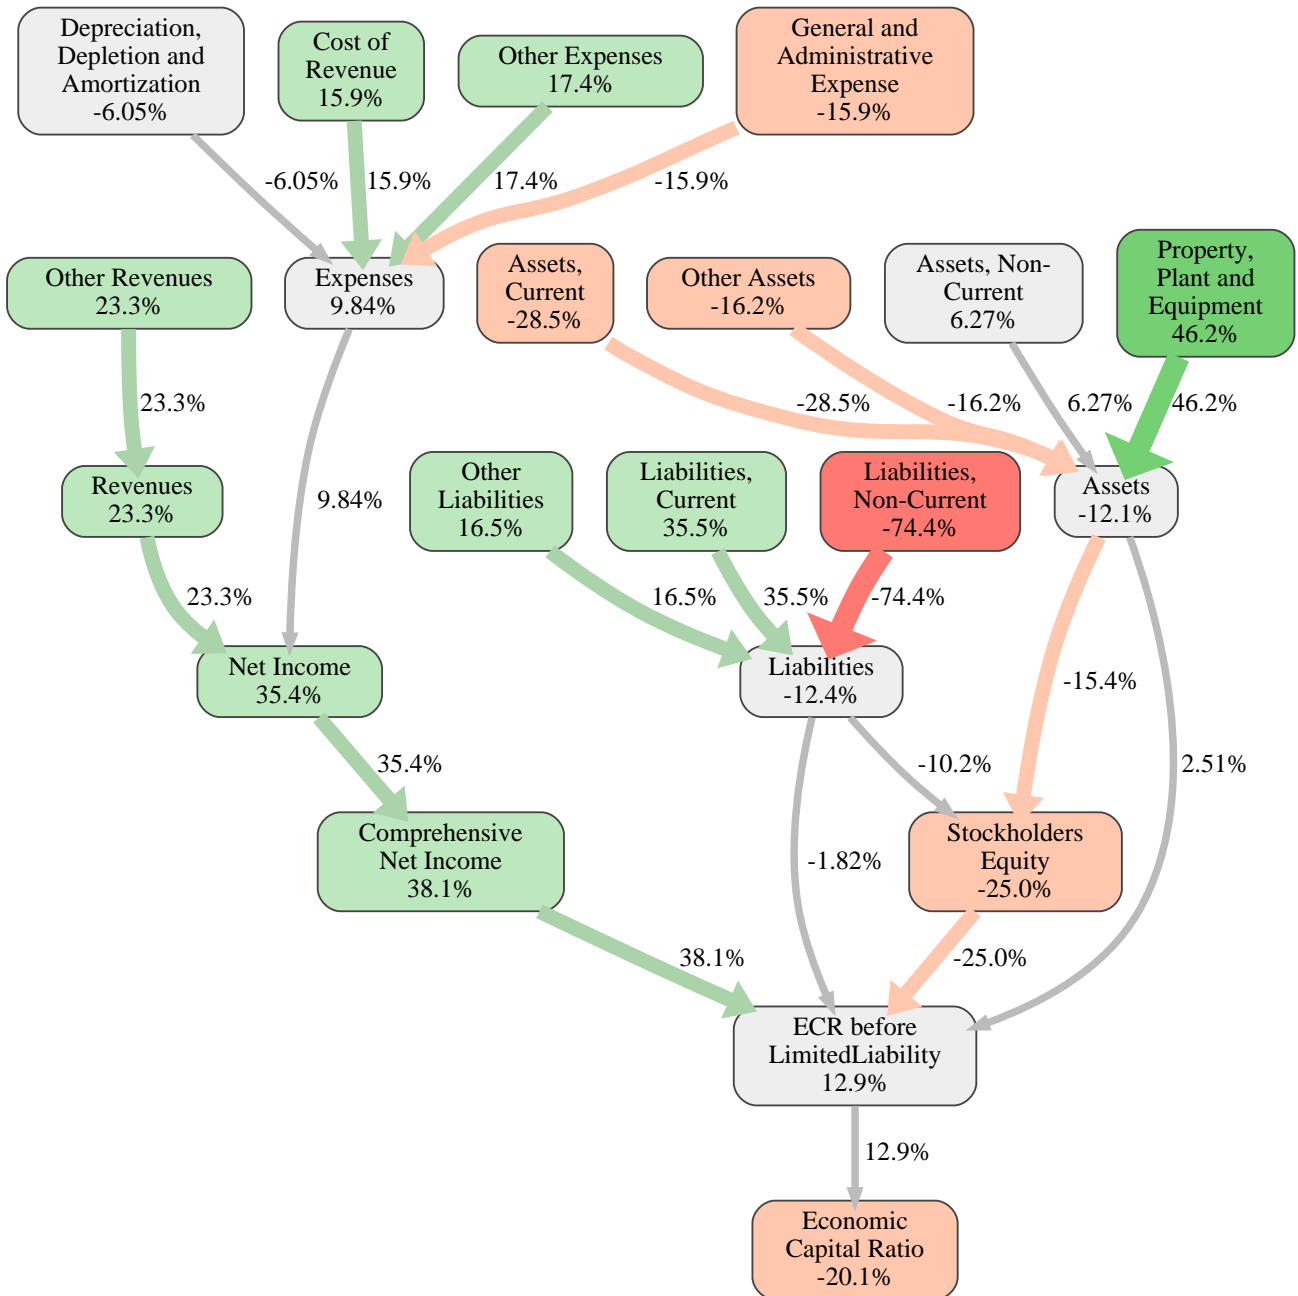 Depreciation,
Depletion and
Amortization
-6.05%
Cost of
Revenue
15.9%
Other Expenses
17.4%
General and
Administrative
Expense
-15.9%
-6.05%
15.9%
17.4%
-15.9%
Other Revenues
23.3%
Expenses
9.84%
Assets,
Current
-28.5%
Other Assets
-16.2%
Assets, Non-
Current
6.27%
Property,
Plant and
Equipment
46.2%
23.3%
-28.5%
-16.2%
6.27%
46.2%
Revenues
23.3%
9.84%
Other
Liabilities
16.5%
Liabilities,
Current
35.5%
Liabilities,
Non-Current
-74.4%
Assets
-12.1%
23.3%
16.5%
35.5%
-74.4%
Net Income
35.4%
Liabilities
-12.4%
-15.4%
35.4%
-10.2%
2.51%
Comprehensive
Net Income
38.1%
-1.82%
Stockholders
Equity
-25.0%
38.1%
-25.0%
ECR before
LimitedLiability
12.9%
12.9%
Economic
Capital Ratio
-20.1%